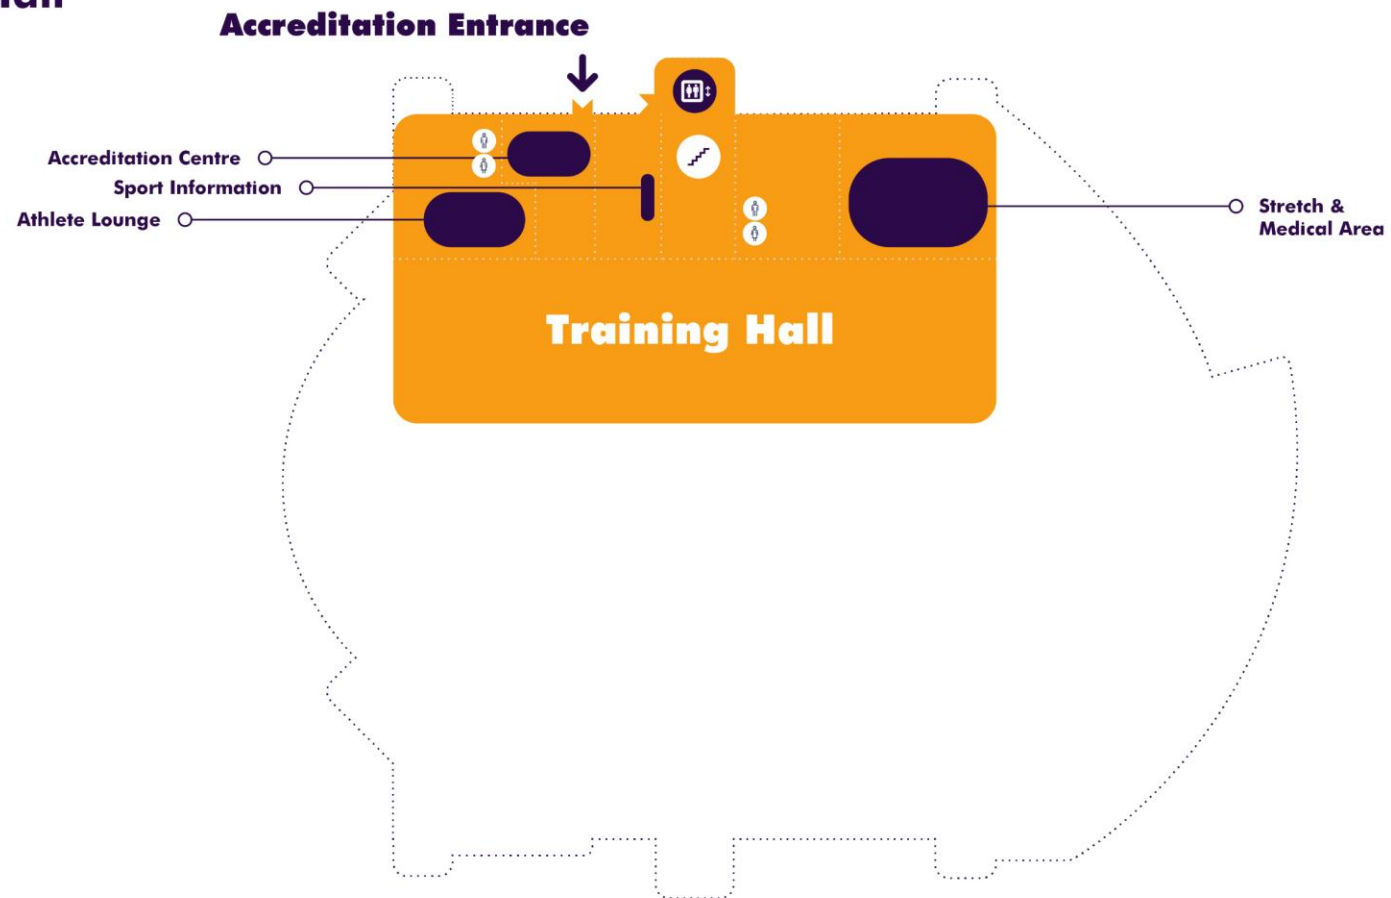 Accreditation Entrance
Accreditation Centre
Sport Information
Athlete Lounge
Stretch &
Medical Area
Training Hall